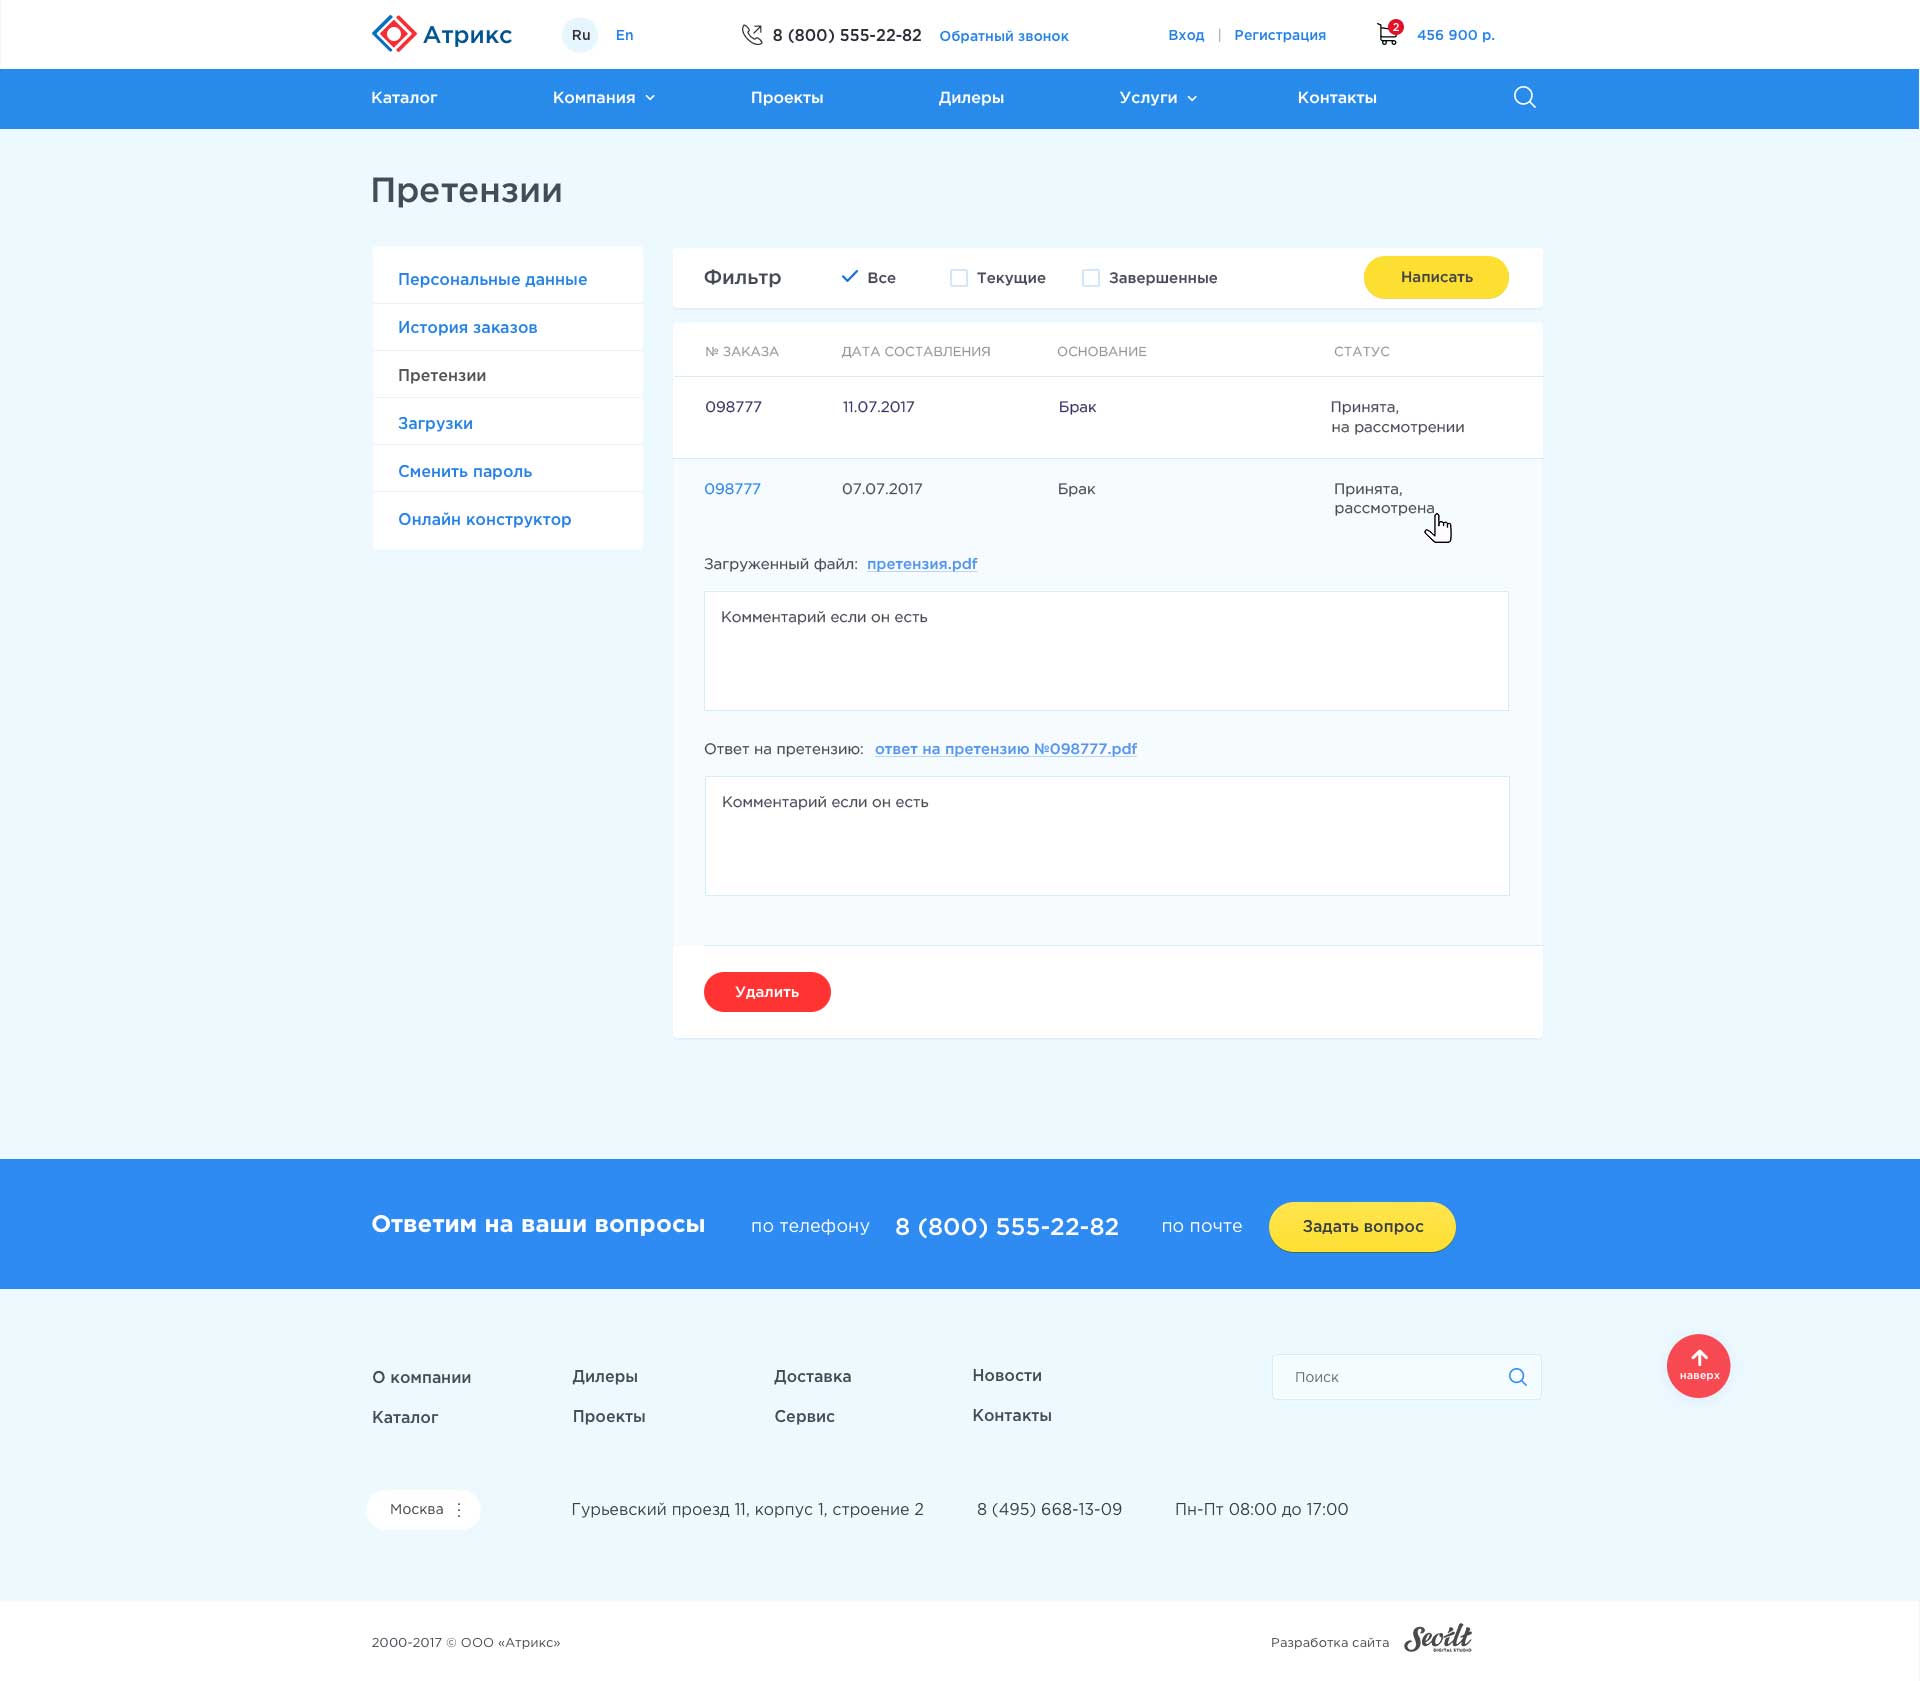 Атрикс
Ru En
8 (800) 555-22-82 Обратный звонок
Вход | Регистрация
2
456 900 р.
Каталог Компания Проекты Дилеры Услуги Контакты
Претензии
Персональные данные
История заказов
Претензии
Загрузки
Сменить пароль
Онлайн конструктор
Фильтр Все Текущие Завершенные Написать
№ ЗАКАЗА ДАТА СОСТАВЛЕНИЯ ОСНОВАНИЕ СТАТУС
098777 11.07.2017 Брак Принята,
на рассмотрении
098777 07.07.2017 Брак Принята,
рассмотрена
Загруженный файл: претензия.pdf
Комментарий если он есть
Ответ на претензию: ответ на претензию №098777.pdf
Комментарий если он есть
Удалить
Ответим на ваши вопросы по телефону 8 (800) 555-22-82 по почте Задать вопрос
О компании Дилеры Доставка Новости
Поиск
наверх
Каталог Проекты Сервис Контакты
Москва Гурьевский проезд 11, корпус 1, строение 2 8 (495) 668-13-09 Пн-Пт 08:00 до 17:00
2000-2017 © ООО «Атрикс» Разработка сайта Seoilt
DIGITAL STUDIO